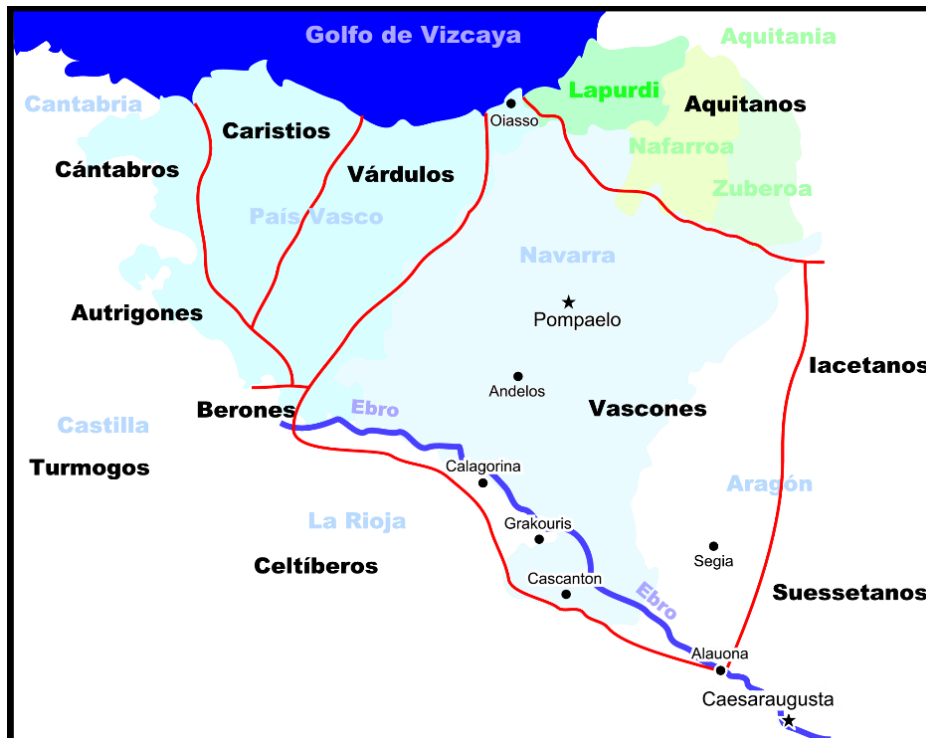 Golfo de Vizcaya
Aquitania
Lapurdi
Cantabria
Aquitanos
Oiasso
Caristios
Nafarroa
Cántabros
Várdulos
Zuberoa
País Vasco
Navarra
Autrigones
Pompaelo
Iacetanos
Andelos
Berones
Ebro
Vascones
Castilla
Turmogos
Calagorina
Aragón
La Rioja
Grakouris
Celtíberos
Segia
Cascanton
Ebro
Suessetanos
Alauona
Caesaraugusta